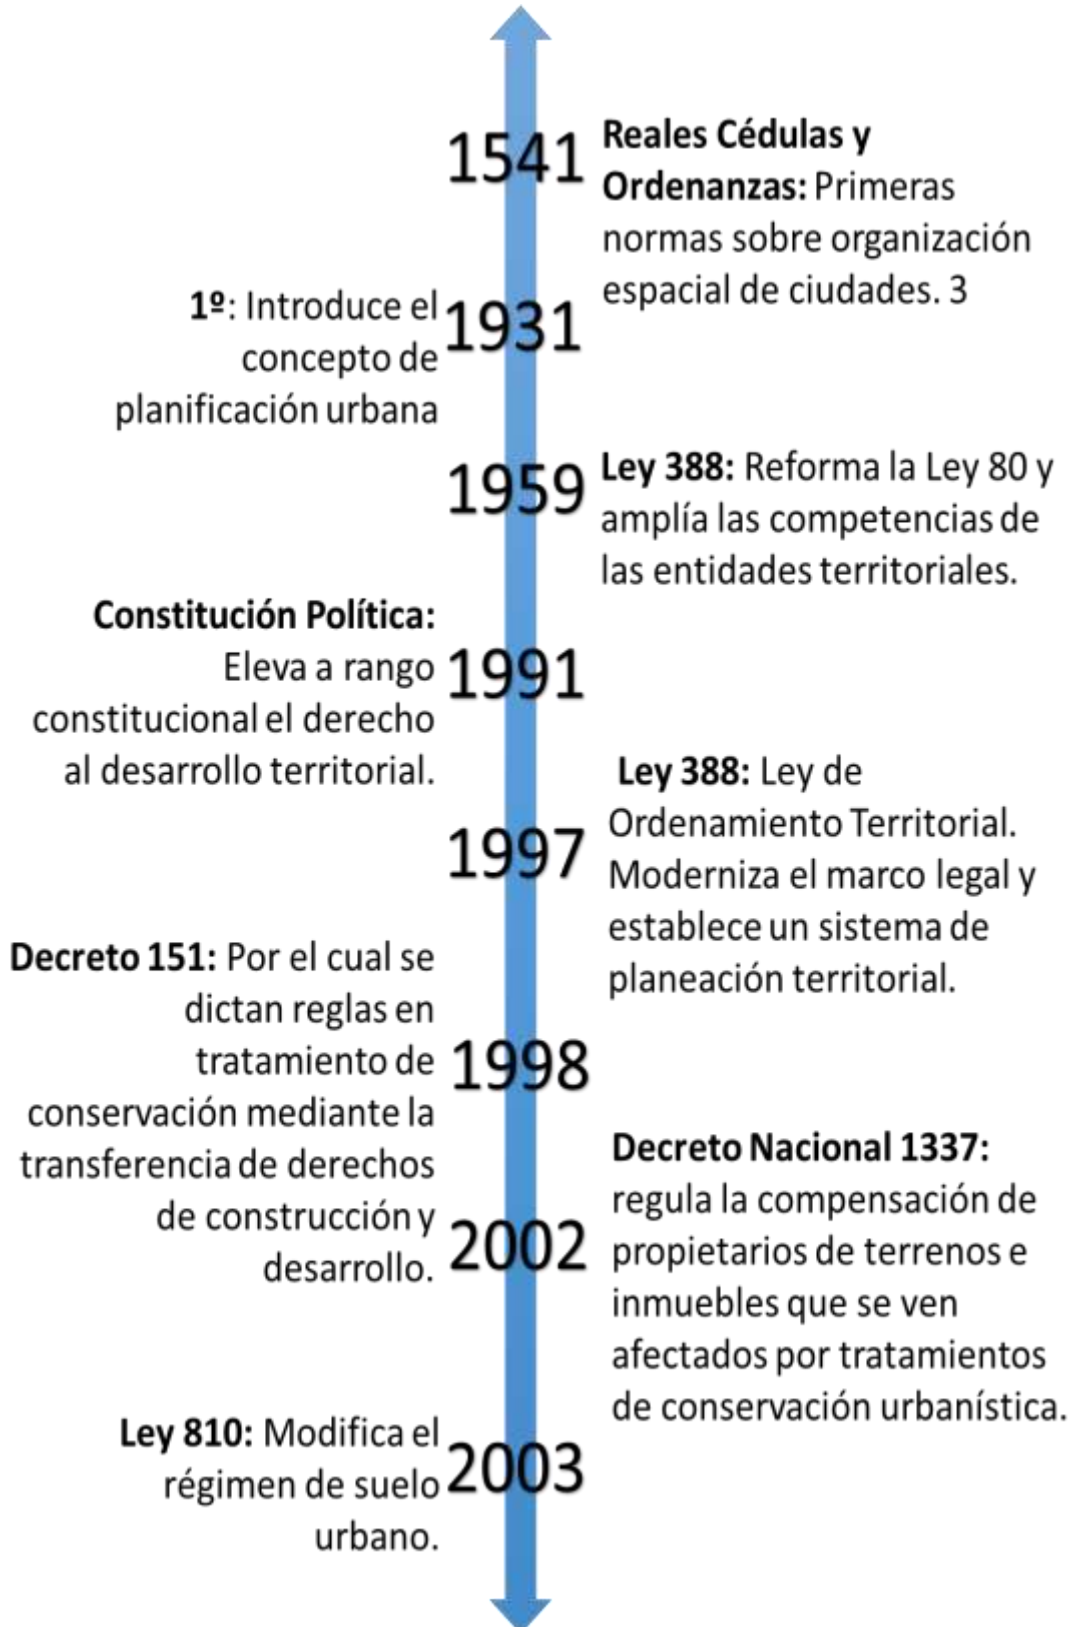 1541
Reales Cédulas y
Ordenanzas: Primeras
normas sobre organización
espacial de ciudades. 3
1931
1º: Introduce el
concepto de
planificación urbana
1959
Ley 388: Reforma la Ley 80 y
amplía las competencias de
las entidades territoriales.
1991
Constitución Política:
Eleva a rango
constitucional el derecho
al desarrollo territorial.
1997
Ley 388: Ley de
Ordenamiento Territorial.
Moderniza el marco legal y
establece un sistema de
planeación territorial.
1998
Decreto 151: Por el cual se
dictan reglas en
tratamiento de
conservación mediante la
transferencia de derechos
de construcción y
desarrollo.
2002
Decreto Nacional 1337:
regula la compensación de
propietarios de terrenos e
inmuebles que se ven
afectados por tratamientos
de conservación urbanística.
2003
Ley 810: Modifica el
régimen de suelo
urbano.